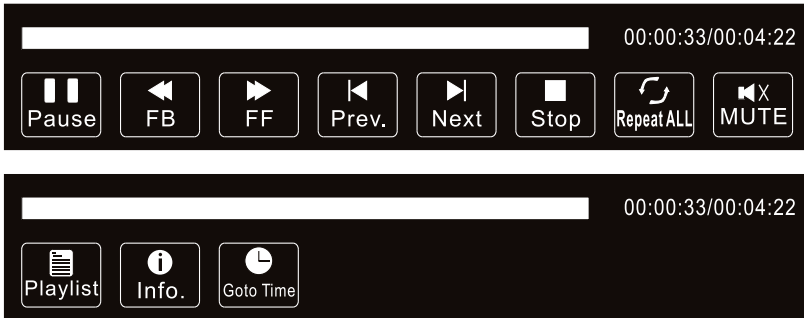 00:00:33/00:04:22
Pause FB FF Prev. Next Stop Repeat ALL MUTE
00:00:33/00:04:22
Playlist Info. Goto Time